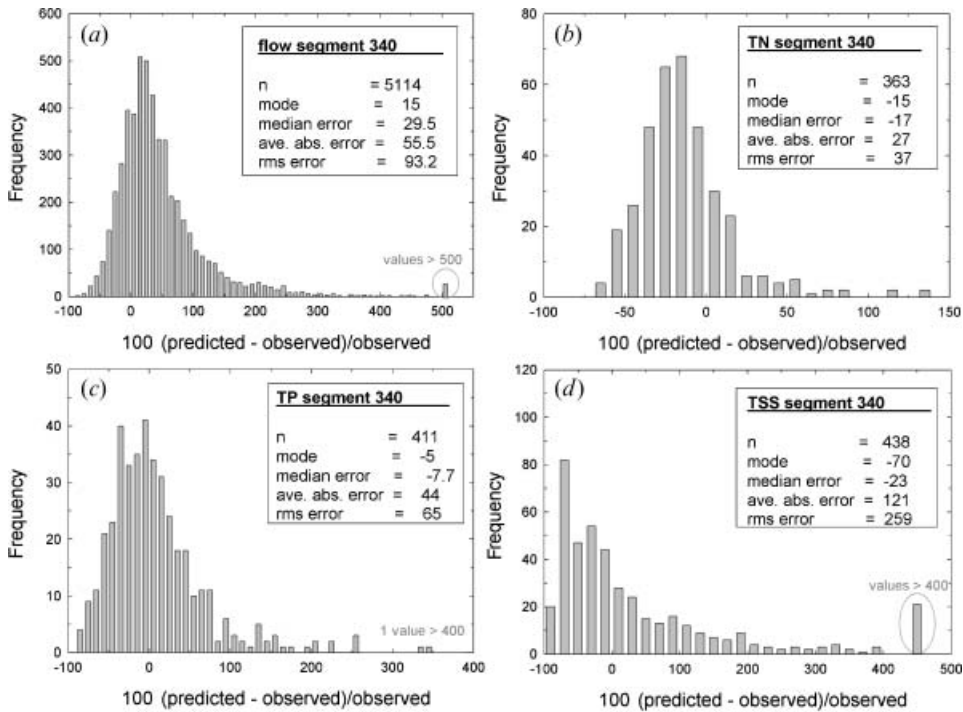 (a)
flow segment 340
n = 5114
mode = 15
median error = 29.5
ave. abs. error = 55.5
rms error = 93.2
values > 500
600
500
400
300
200
100
0
Frequency
-100 0 100 200 300 400 500
100 (predicted - observed)/observed
(b)
TN segment 340
n = 363
mode = -15
median error = -17
ave. abs. error = 27
rms error = 37
80
60
40
20
0
Frequency
-100 -50 0 50 100 150
100 (predicted - observed)/observed
(c)
TP segment 340
n = 411
mode = -5
median error = -7.7
ave. abs. error = 44
rms error = 65
1 value > 400
50
40
30
20
10
0
Frequency
-100 0 100 200 300 400
100 (predicted - observed)/observed
(d)
TSS segment 340
n = 438
mode = -70
median error = -23
ave. abs. error = 121
rms error = 259
values > 400
120
100
80
60
40
20
0
Frequency
-100 0 100 200 300 400 500
100 (predicted - observed)/observed